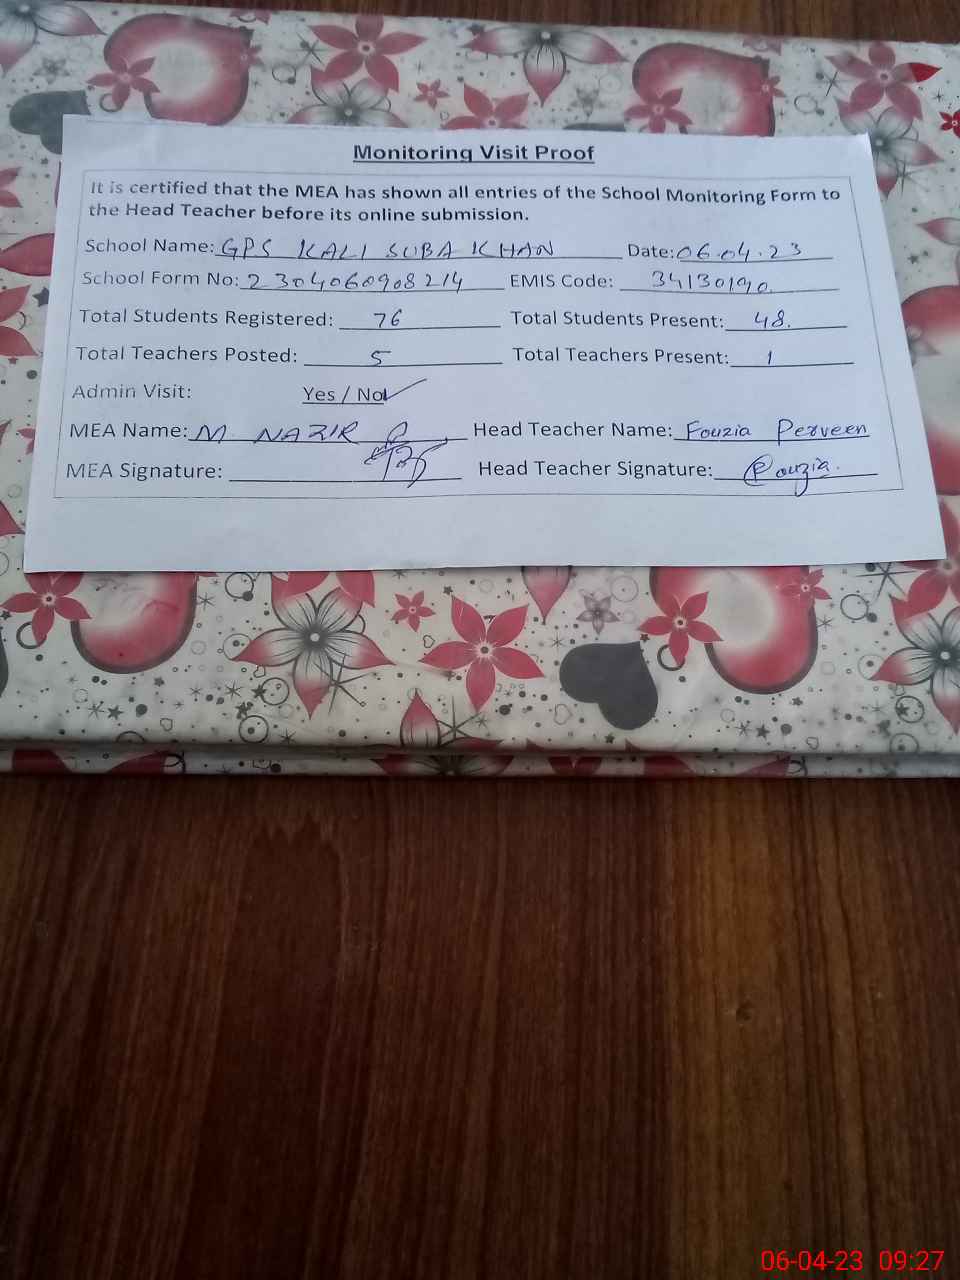 Monitoring Visit Proof
It is certified that the MEA has shown all entries of the School Monitoring Form to
the Head Teacher before its online submission.
School Name: GPS KALI SUBA KHAN Date: 06.04.23
School Form No: 2304060908214 EMIS Code: 34130190
Total Students Registered: 76 Total Students Present: 48.
Total Teachers Posted: 5 Total Teachers Present: 1
Admin Visit: Yes / No✓
MEA Name: M. NAZIR Head Teacher Name: Fouzia Perveen
MEA Signature: Head Teacher Signature: Fouzia.
06-04-23 09:27